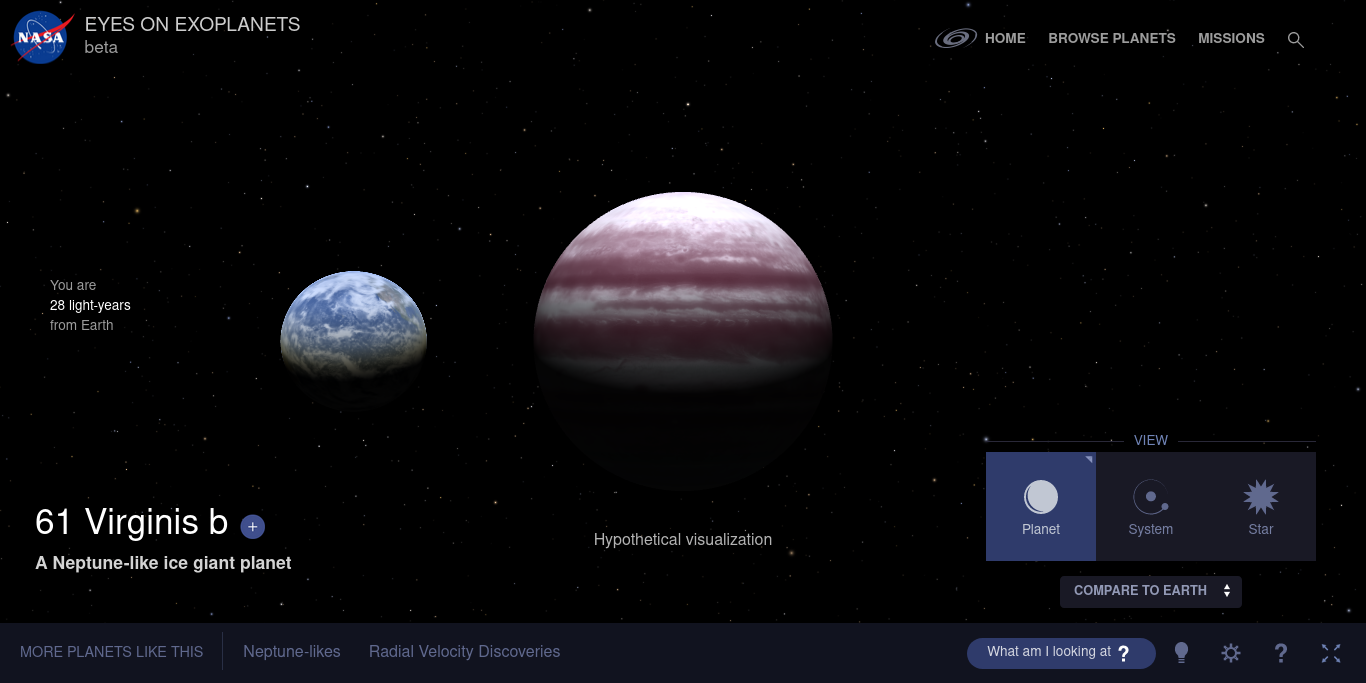 NASA
EYES ON EXOPLANETS
beta
HOME
BROWSE PLANETS
MISSIONS
You are
28 light-years
from Earth
61 Virginis b +
A Neptune-like ice giant planet
Hypothetical visualization
VIEW
Planet
System
Star
COMPARE TO EARTH
MORE PLANETS LIKE THIS
Neptune-likes
Radial Velocity Discoveries
What am I looking at ?
?